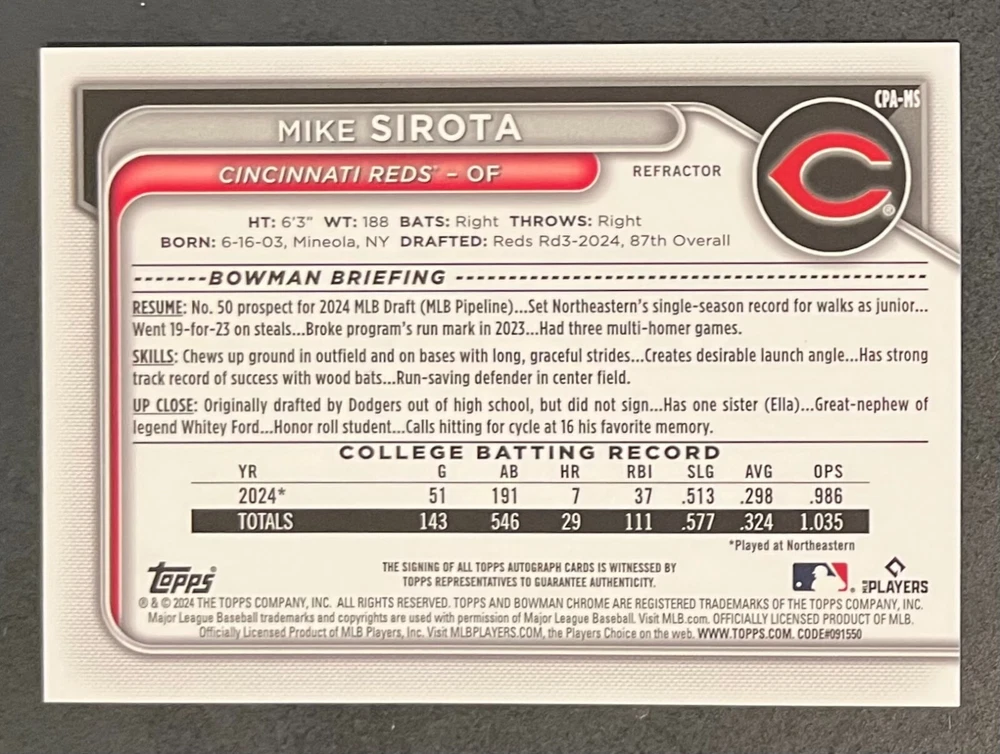 CPA-MS
MIKE SIROTA
CINCINNATI REDS® – OF
REFRACTOR
HT: 6'3" WT: 188 BATS: Right THROWS: Right
BORN: 6-16-03, Mineola, NY DRAFTED: Reds Rd3-2024, 87th Overall
BOWMAN BRIEFING
RESUME: No. 50 prospect for 2024 MLB Draft (MLB Pipeline)...Set Northeastern's single-season record for walks as junior...
Went 19-for-23 on steals...Broke program's run mark in 2023...Had three multi-homer games.
SKILLS: Chews up ground in outfield and on bases with long, graceful strides...Creates desirable launch angle...Has strong
track record of success with wood bats...Run-saving defender in center field.
UP CLOSE: Originally drafted by Dodgers out of high school, but did not sign...Has one sister (Ella)...Great-nephew of
legend Whitey Ford...Honor roll student...Calls hitting for cycle at 16 his favorite memory.
COLLEGE BATTING RECORD
YR G AB HR RBI SLG AVG OPS
2024* 51 191 7 37 .513 .298 .986
TOTALS 143 546 29 111 .577 .324 1.035
*Played at Northeastern
Topps®
THE SIGNING OF ALL TOPPS AUTOGRAPH CARDS IS WITNESSED BY
TOPPS REPRESENTATIVES TO GUARANTEE AUTHENTICITY.
MLB PLAYERS
® & © 2024 THE TOPPS COMPANY, INC. ALL RIGHTS RESERVED. TOPPS AND BOWMAN CHROME ARE REGISTERED TRADEMARKS OF THE TOPPS COMPANY, INC.
Major League Baseball trademarks and copyrights are used with permission of Major League Baseball. Visit MLB.com. OFFICIALLY LICENSED PRODUCT OF MLB.
Officially Licensed Product of MLB Players, Inc. Visit MLBPLAYERS.COM, the Players Choice on the web. WWW.TOPPS.COM. CODE#091550